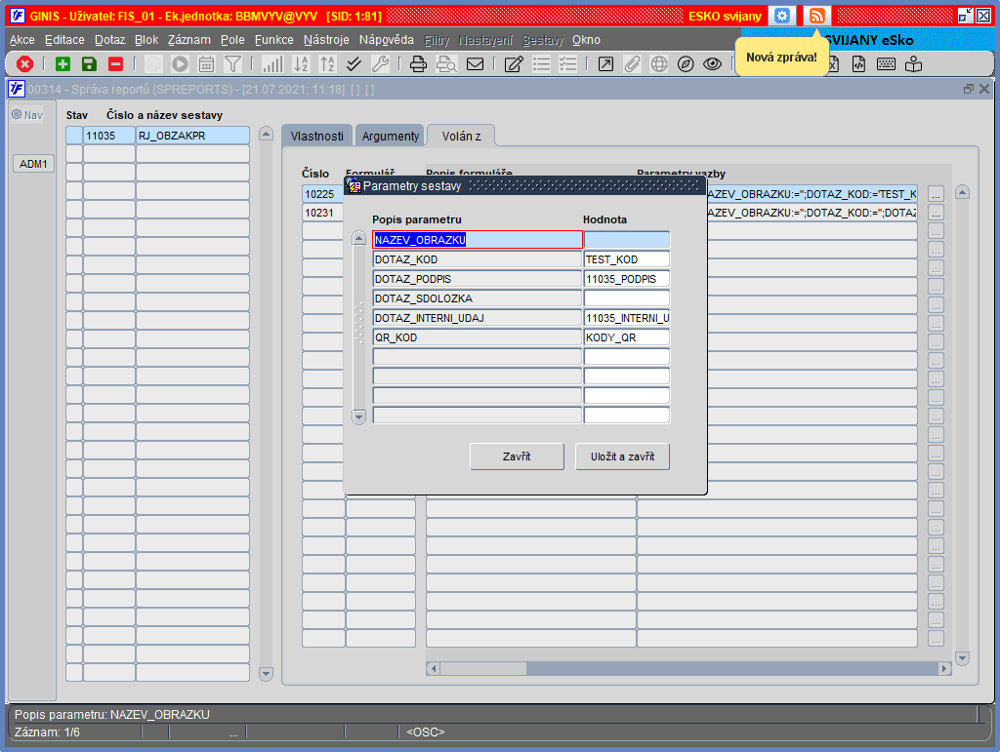 GINIS - Uživatel: FIS_01 - Ek.jednotka: BBMVYV@VYV [SID: 1:81] ESKO svijany
Akce Editace Dotaz Blok Záznam Pole Funkce Nástroje Nápověda Filtry Nastavení Sestavy Okno SVIJANY eSko
Nová zpráva!
00314 - Správa reportů (SPREPORTS) - [21.07.2021; 11:18] [ ] [ ]
Nav
ADM1
Stav Číslo a název sestavy
11035 RJ_OBZAKPR
Vlastnosti Argumenty Volán z
Číslo Formulář Popis formuláře Parametry vazby
10225 AZEV_OBRAZKU:='';DOTAZ_KOD:='TEST_K ...
10231 AZEV_OBRAZKU:='';DOTAZ_KOD:='';DOTAZ ...
Parametry sestavy
Popis parametru Hodnota
NAZEV_OBRAZKU
DOTAZ_KOD TEST_KOD
DOTAZ_PODPIS 11035_PODPIS
DOTAZ_SDOLOZKA
DOTAZ_INTERNI_UDAJ 11035_INTERNI_U
QR_KOD KODY_QR
Zavřít Uložit a zavřít
Popis parametru: NAZEV_OBRAZKU
Záznam: 1/6 ... <OSC>